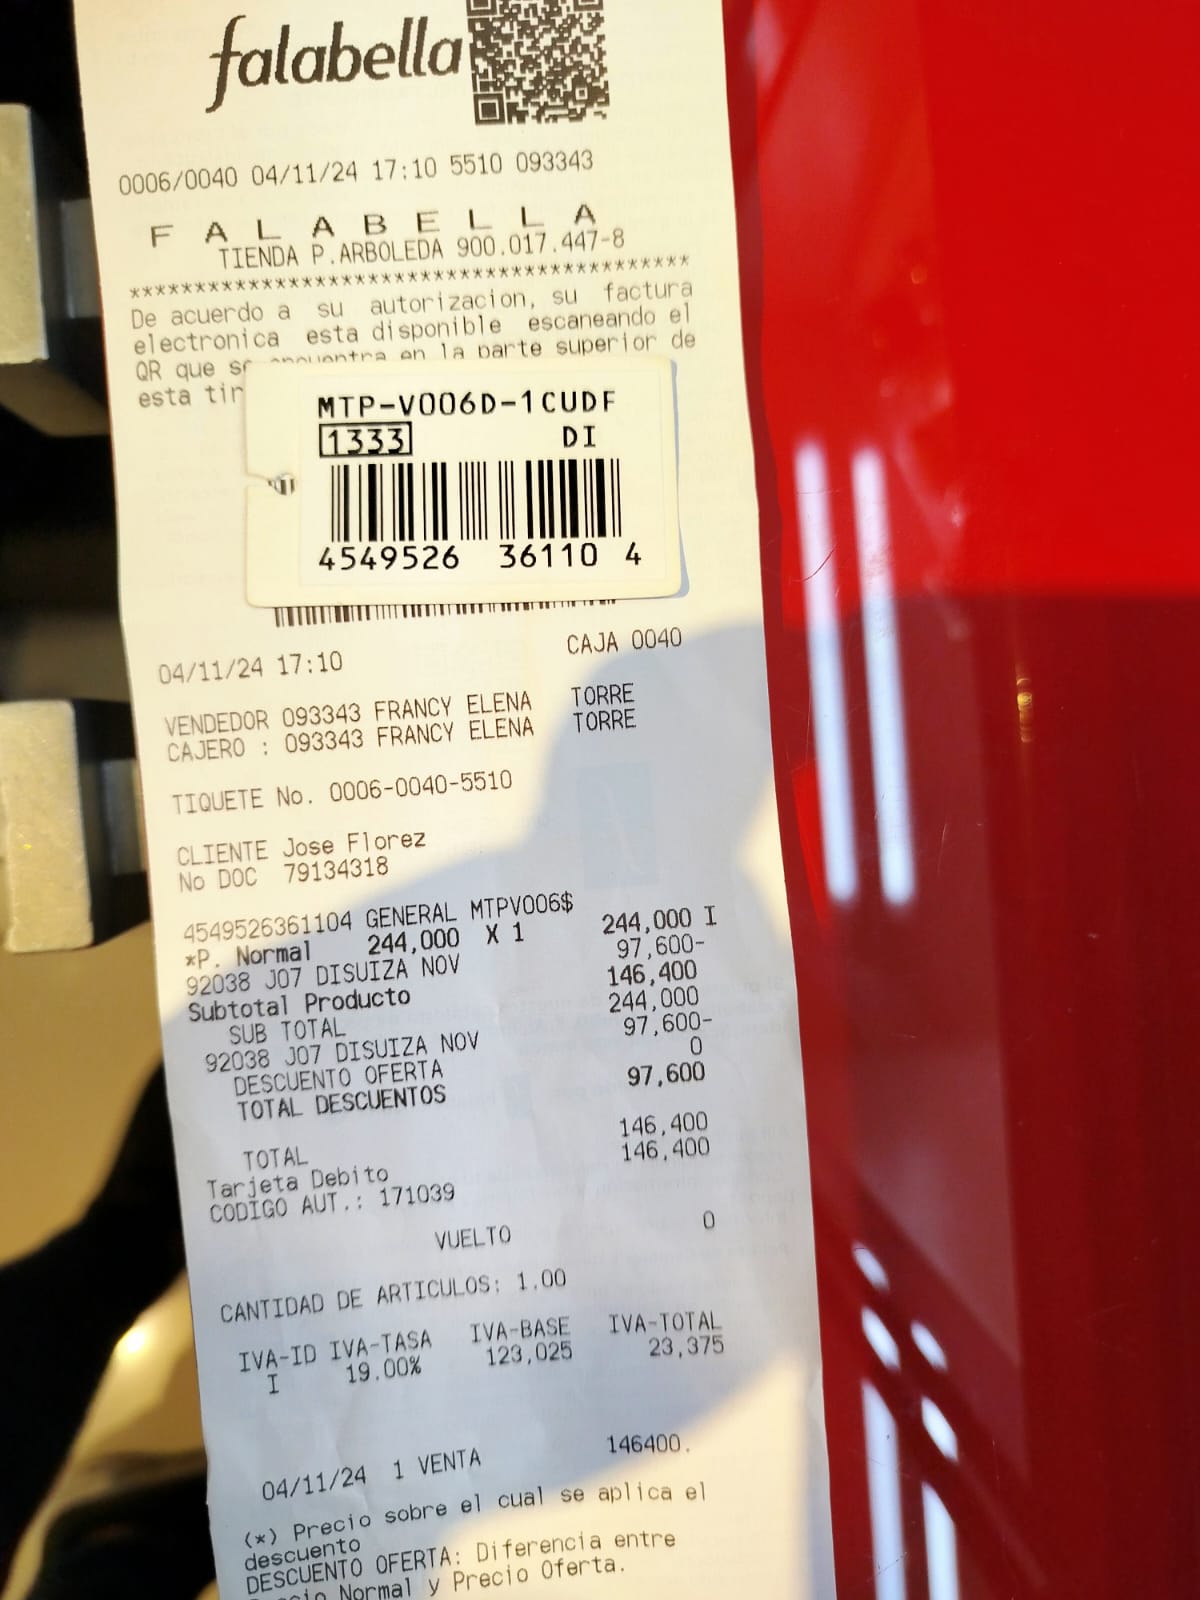 falabella
0006/0040 04/11/24 17:10 5510 093343
F A L A B E L L A
TIENDA P.ARBOLEDA 900.017.447-8
*******************************************
De acuerdo a su autorizacion, su factura
electronica esta disponible escaneando el
QR que se encuentra en la parte superior de
esta tir
MTP-V006D-1CUDF
1333 DI
4549526 36110 4
04/11/24 17:10 CAJA 0040
VENDEDOR 093343 FRANCY ELENA TORRE
CAJERO : 093343 FRANCY ELENA TORRE
TIQUETE No. 0006-0040-5510
CLIENTE Jose Florez
No DOC 79134318
4549526361104 GENERAL MTPV006$
*P. Normal 244,000 X 1 244,000 I
92038 J07 DISUIZA NOV 97,600-
Subtotal Producto 146,400
SUB TOTAL 244,000
92038 J07 DISUIZA NOV 97,600-
DESCUENTO OFERTA 0
TOTAL DESCUENTOS 97,600
TOTAL 146,400
Tarjeta Debito 146,400
CODIGO AUT.: 171039
VUELTO 0
CANTIDAD DE ARTICULOS: 1.00
IVA-ID IVA-TASA IVA-BASE IVA-TOTAL
I 19.00% 123,025 23,375
04/11/24 1 VENTA 146400.
(*) Precio sobre el cual se aplica el
descuento
DESCUENTO OFERTA: Diferencia entre
Precio Normal y Precio Oferta.